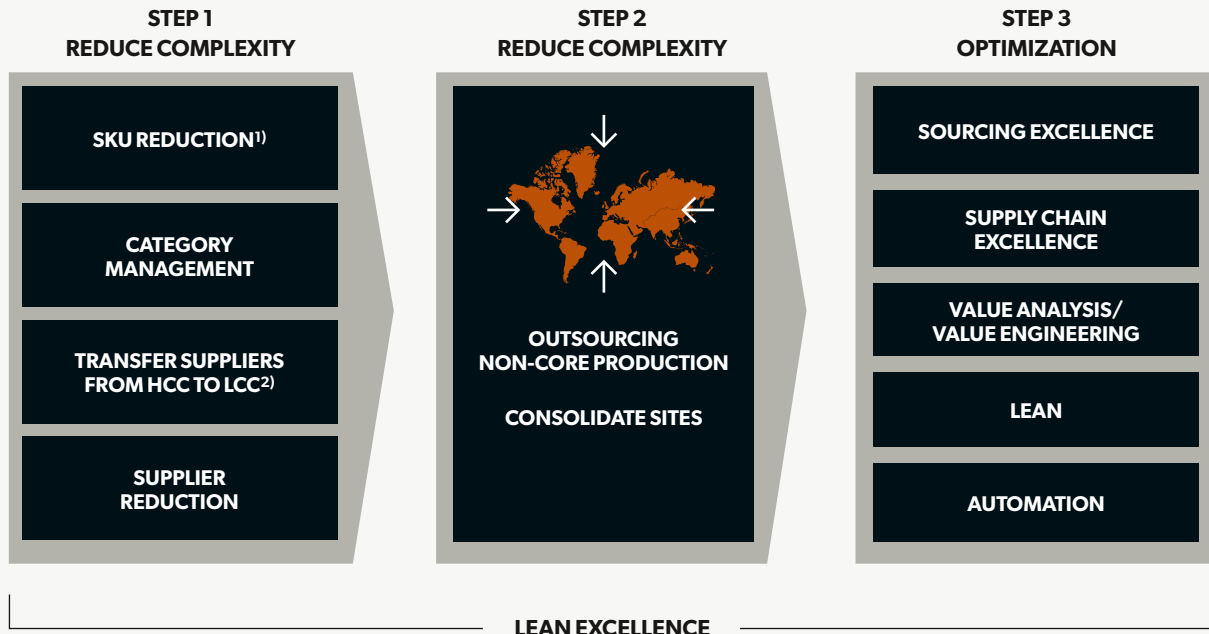 STEP 1
REDUCE COMPLEXITY
SKU REDUCTION¹⁾
CATEGORY
MANAGEMENT
TRANSFER SUPPLIERS
FROM HCC TO LCC²⁾
SUPPLIER
REDUCTION
STEP 2
REDUCE COMPLEXITY
OUTSOURCING
NON-CORE PRODUCTION
CONSOLIDATE SITES
STEP 3
OPTIMIZATION
SOURCING EXCELLENCE
SUPPLY CHAIN
EXCELLENCE
VALUE ANALYSIS/
VALUE ENGINEERING
LEAN
AUTOMATION
LEAN EXCELLENCE